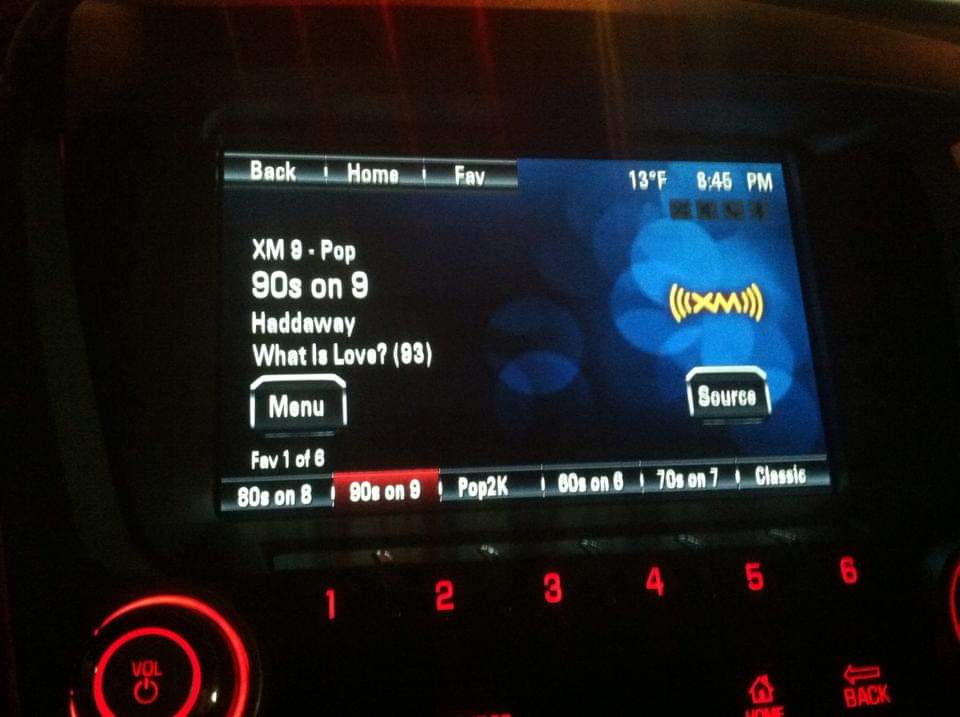 Back Home Fav 13°F 8:45 PM
XM 9 - Pop
90s on 9
(((XM)))
Haddaway
What Is Love? (93)
Menu Source
Fav 1 of 6
80s on 8 90s on 9 Pop2K 60s on 6 70s on 7 Classic
1 2 3 4 5 6
VOL
HOME BACK